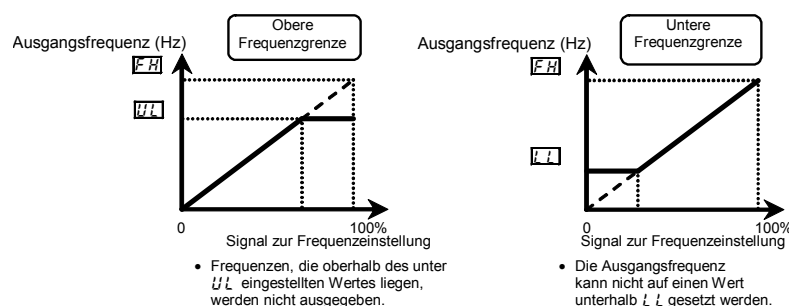 Obere
Frequenzgrenze
Ausgangsfrequenz (Hz)
FH
UL
0
100%
Signal zur Frequenzeinstellung
• Frequenzen, die oberhalb des unter
UL eingestellten Wertes liegen,
werden nicht ausgegeben.
Untere
Frequenzgrenze
Ausgangsfrequenz (Hz)
FH
LL
0
100%
Signal zur Frequenzeinstellung
• Die Ausgangsfrequenz
kann nicht auf einen Wert
unterhalb LL gesetzt werden.